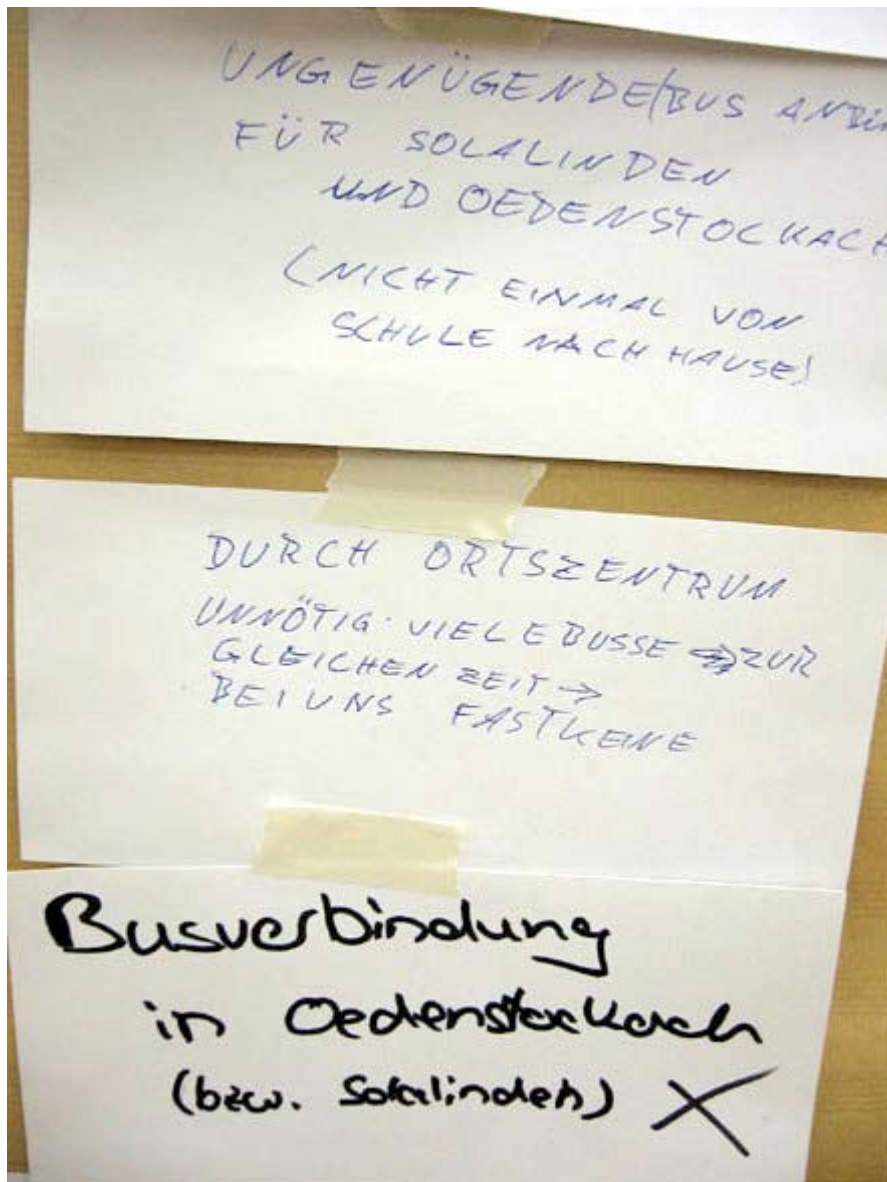 UNGENÜGENDE/BUS
FÜR SOLALINDEN
UND OEDENSTOCKACH
(NICHT EINMAL VON
SCHULE NACH HAUSE)
DURCH ORTSZENTRUM
UNNÖTIG VIELE BUSSE → ZUR
GLEICHEN ZEIT →
BEI UNS FAST KEINE
Busverbindung
in Oedenstockach
(bzw. Solalinden) X